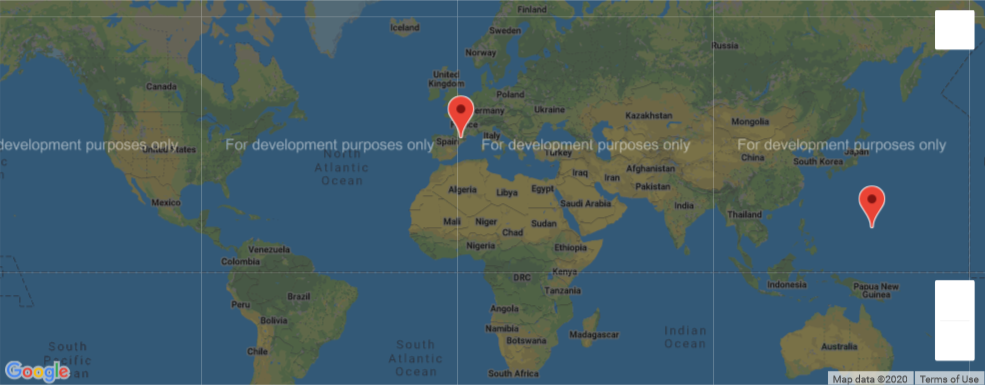 Finland
Iceland
Sweden
Russia
Norway
United
Kingdom
Canada
Poland
ermany
Ukraine
Kazakhstan
Mongolia
ce
Italy
Spain
Turkey
United States
China
Japan
South Korea
development purposes only
For development purposes only
For development purposes only
For development purposes only
North
Atlantic
Ocean
Iraq
Iran
Afghanistan
Pakistan
Algeria
Libya
Egypt
Saudi Arabia
India
Mexico
Mali
Niger
Chad
Sudan
Thailand
Nigeria
Ethiopia
Venezuela
Colombia
DRC
Kenya
Tanzania
Indonesia
Papua New
Guinea
Peru
Brazil
Bolivia
Angola
Namibia
Botswana
Madagascar
Chile
South
Pacific
an
South
Atlantic
Ocean
Indian
Ocean
Australia
South Africa
Google
Map data ©2020
Terms of Use